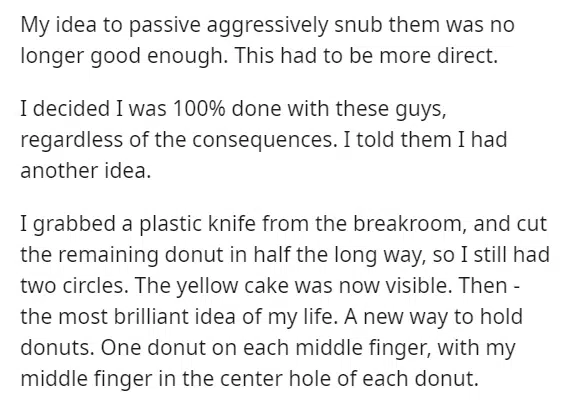 My idea to passive aggressively snub them was no
longer good enough. This had to be more direct.
I decided I was 100% done with these guys,
regardless of the consequences. I told them I had
another idea.
I grabbed a plastic knife from the breakroom, and cut
the remaining donut in half the long way, so I still had
two circles. The yellow cake was now visible. Then -
the most brilliant idea of my life. A new way to hold
donuts. One donut on each middle finger, with my
middle finger in the center hole of each donut.